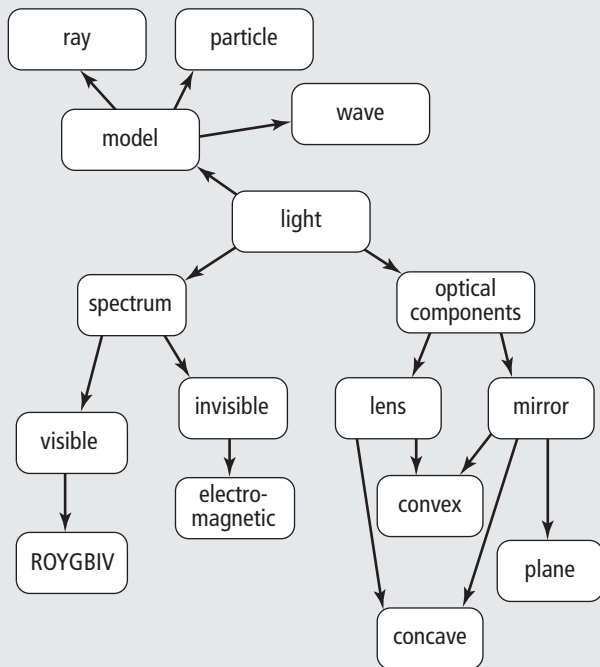 ray
particle
wave
model
light
spectrum
optical
components
invisible
lens
mirror
visible
electro-
magnetic
convex
ROYGBIV
plane
concave